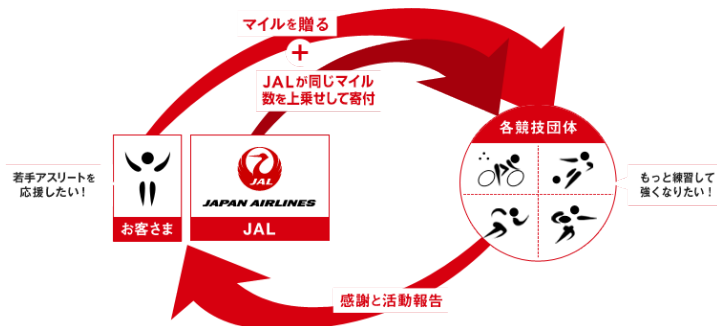 マイルを贈る
+
JALが同じマイル
数を上乗せして寄付
各競技団体
若手アスリートを
応援したい！
JAL
JAPAN AIRLINES
お客さま
JAL
もっと練習して
強くなりたい！
感謝と活動報告